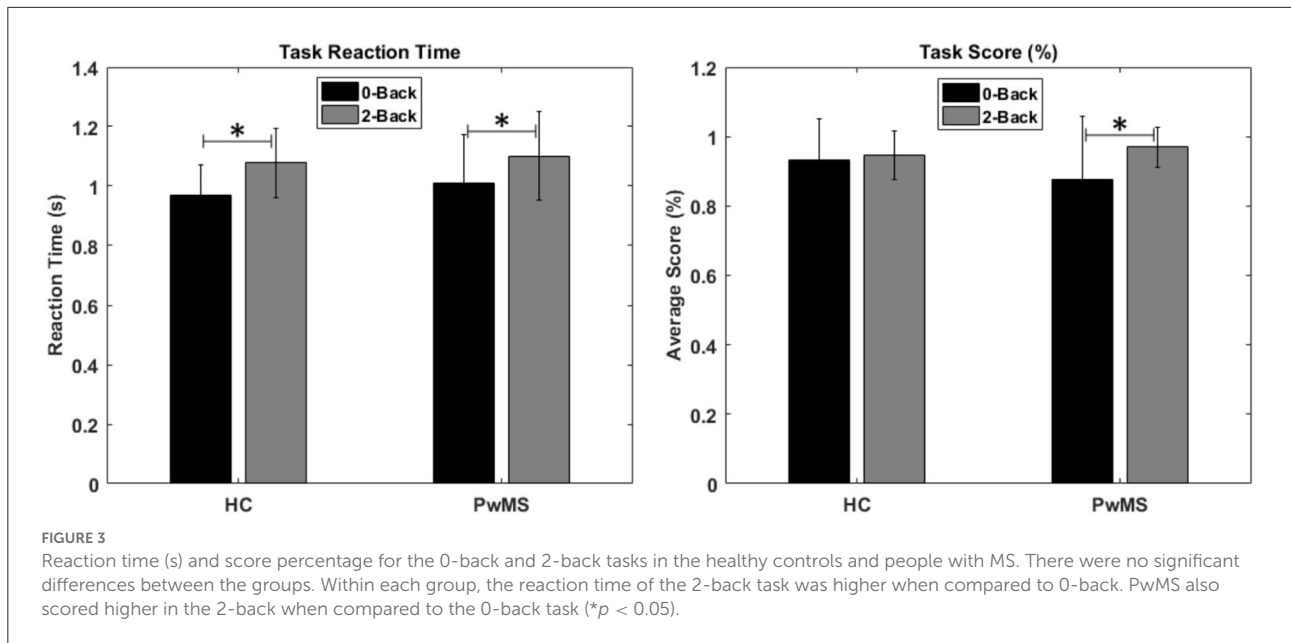 Task Reaction Time
1.4
1.2
1
0.8
0.6
0.4
0.2
0
Reaction Time (s)
0-Back
2-Back
*
*
HC
PwMS
Task Score (%)
1.2
1
0.8
0.6
0.4
0.2
0
Average Score (%)
0-Back
2-Back
*
HC
PwMS
FIGURE 3
Reaction time (s) and score percentage for the 0-back and 2-back tasks in the healthy controls and people with MS. There were no significant
differences between the groups. Within each group, the reaction time of the 2-back task was higher when compared to 0-back. PwMS also
scored higher in the 2-back when compared to the 0-back task (*p < 0.05).